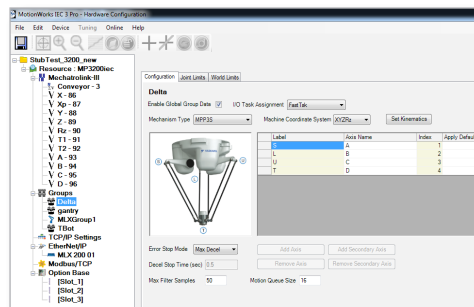 MotionWorks IEC 3 Pro - Hardware Configuration
File Edit Device Tuning Online Help
StubTest_3200_new
Resource : MP3200iec
Mechatrolink-III
Conveyor - 3
X - 86
Xp - 87
Y - 88
Z - 89
Rz - 90
T1 - 91
T2 - 92
A - 93
B - 94
C - 95
D - 96
Groups
Delta
gantry
MLXGroup1
TBot
TCP/IP Settings
EtherNet/IP
MLX 200 01
Modbus/TCP
Option Base
[Slot_1]
[Slot_2]
[Slot_3]
Configuration Joint Limits World Limits
Delta
Enable Global Group Data I/O Task Assignment FastTsk
Mechanism Type MPP3S Machine Coordinate System XYZRz Set Kinematics
Label Axis Name Index Apply Defaul
S A 1
L B 2
U C 3
T D 4
Error Stop Mode Max Decel Add Axis Add Secondary Axis
Decel Stop Time (sec) 0.5 Remove Axis Remove Secondary Axis
Max Filter Samples 50 Motion Queue Size 16